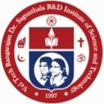 Vel Tech Rangarajan Dr. Sagunthala R&D Institute of Science and Technology
1997